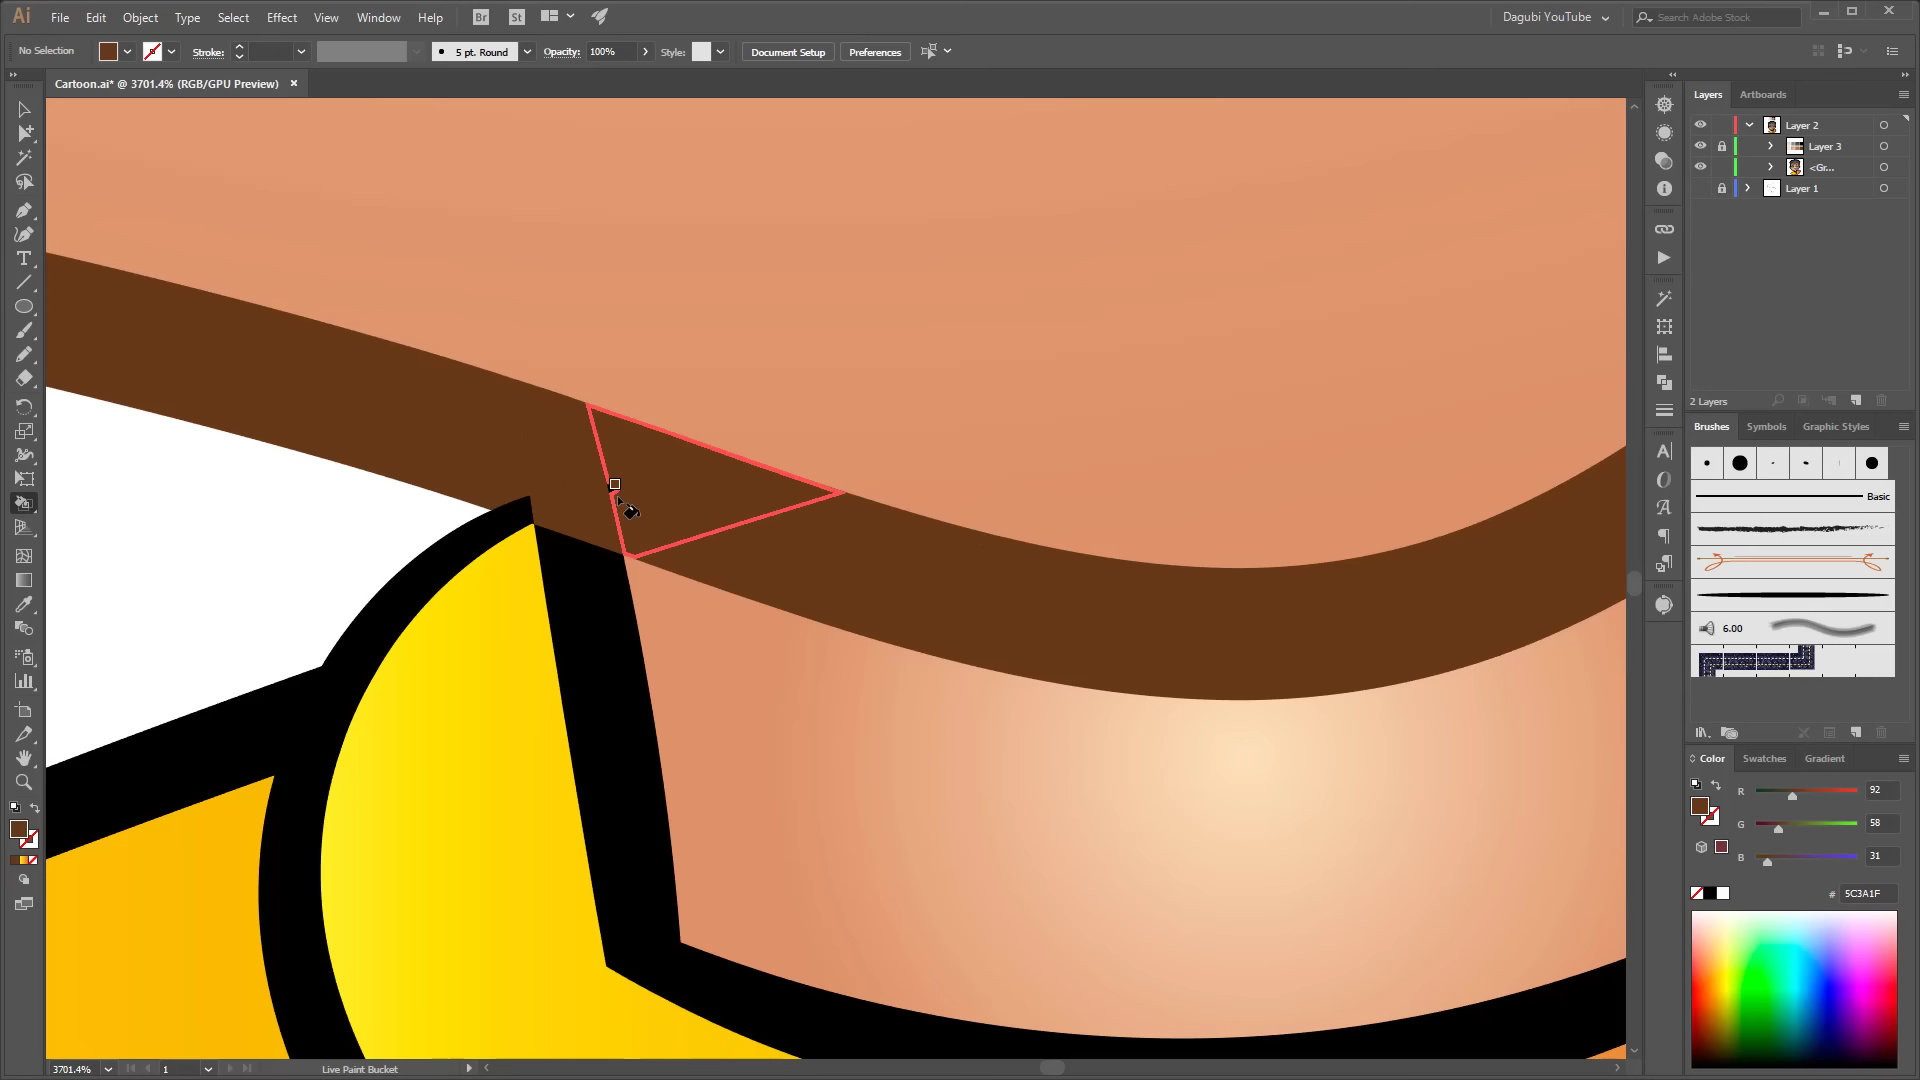 Ai File Edit Object Type Select Effect View Window Help Br St Dagubi YouTube Search Adobe Stock
No Selection Stroke: 5 pt. Round Opacity: 100% Style: Document Setup Preferences
Cartoon.ai* @ 3701.4% (RGB/GPU Preview)
Layers Artboards
Layer 2
Layer 3
<Gr...
Layer 1
2 Layers
Brushes Symbols Graphic Styles
Basic
6.00
Color Swatches Gradient
R 92
G 58
B 31
# 5C3A1F
3701.4% 1 Live Paint Bucket